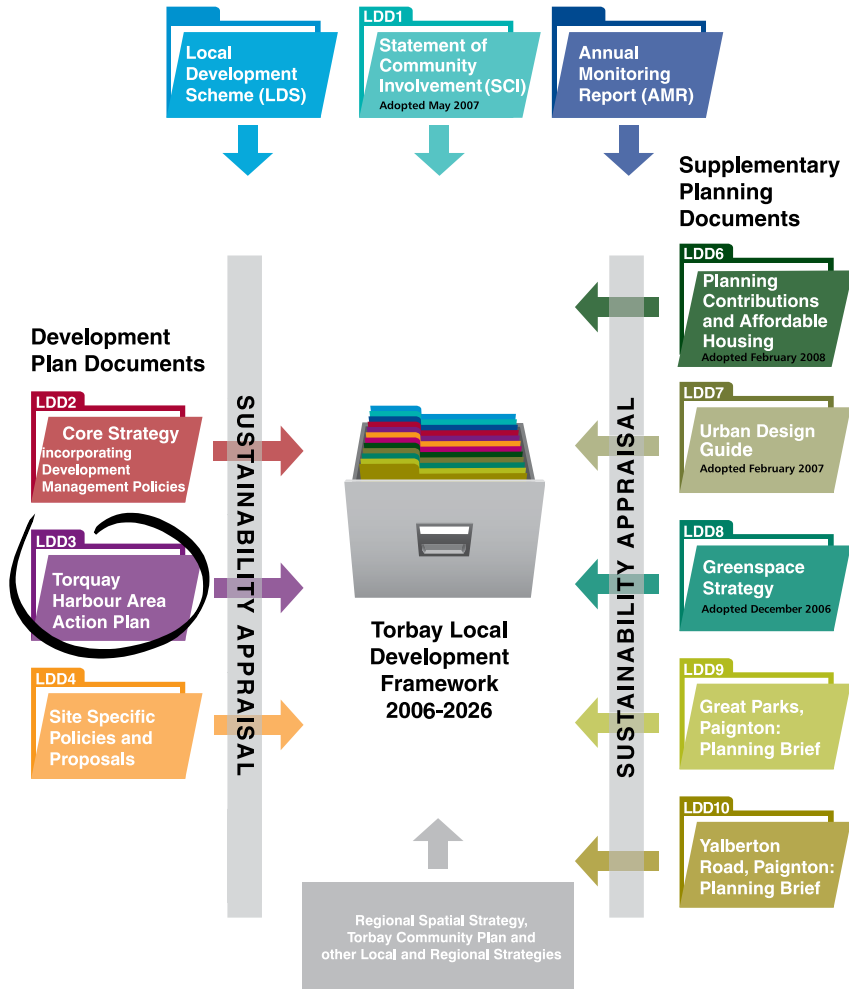 Local
Development
Scheme (LDS)
LDD1
Statement of
Community
Involvement (SCI)
Adopted May 2007
Annual
Monitoring
Report (AMR)
Supplementary
Planning
Documents
LDD6
Planning
Contributions
and Affordable
Housing
Adopted February 2008
LDD7
Urban Design
Guide
Adopted February 2007
LDD8
Greenspace
Strategy
Adopted December 2006
LDD9
Great Parks,
Paignton:
Planning Brief
LDD10
Yalberton
Road, Paignton:
Planning Brief
SUSTAINABILITY APPRAISAL
Development
Plan Documents
LDD2
Core Strategy
incorporating
Development
Management Policies
LDD3
Torquay
Harbour Area
Action Plan
LDD4
Site Specific
Policies and
Proposals
SUSTAINABILITY APPRAISAL
Torbay Local
Development
Framework
2006-2026
Regional Spatial Strategy,
Torbay Community Plan and
other Local and Regional Strategies